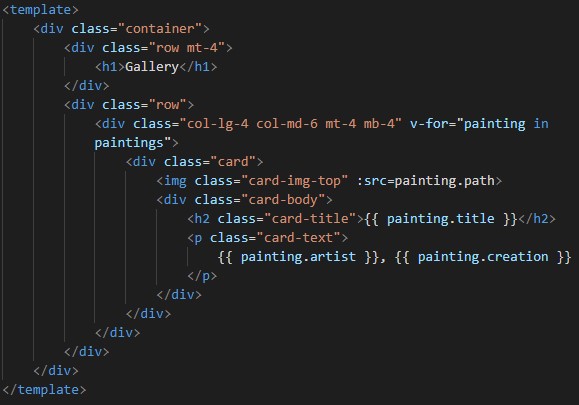 <template>
<div class="container">
<div class="row mt-4">
<h1>Gallery</h1>
</div>
<div class="row">
<div class="col-lg-4 col-md-6 mt-4 mb-4" v-for="painting in
paintings">
<div class="card">
<img class="card-img-top" :src=painting.path>
<div class="card-body">
<h2 class="card-title">{{ painting.title }}</h2>
<p class="card-text">
{{ painting.artist }}, {{ painting.creation }}
</p>
</div>
</div>
</div>
</div>
</div>
</template>